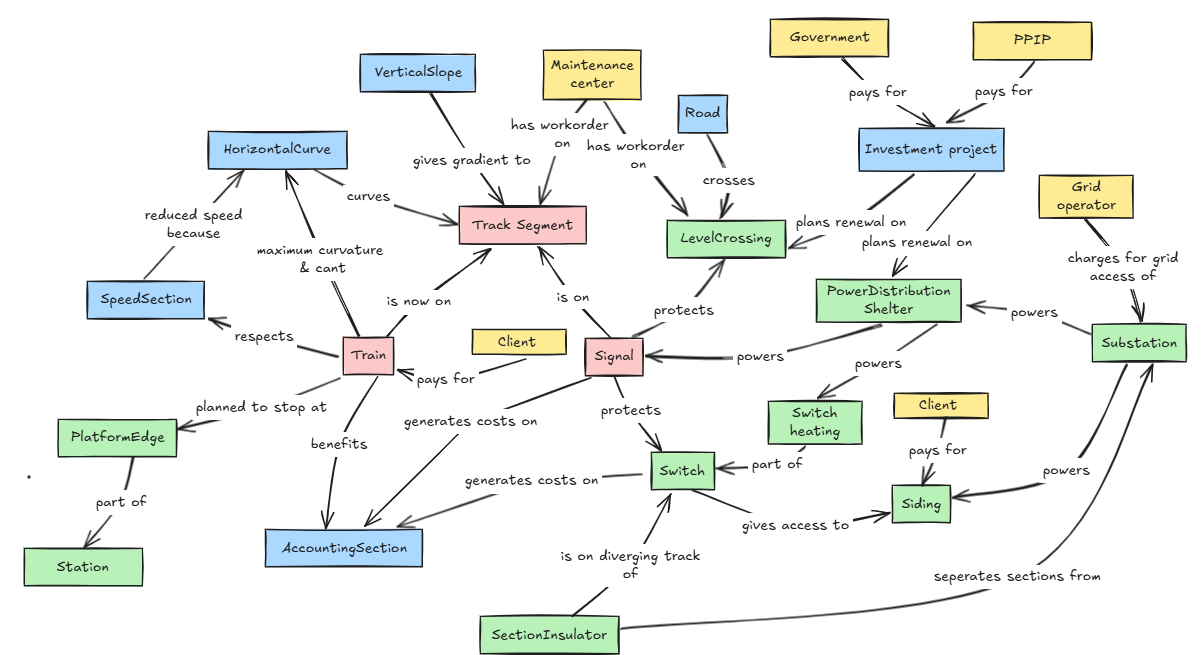 Government
PPIP
VerticalSlope
Maintenance
center
pays for
pays for
Road
has workorder
on
has workorder
on
HorizontalCurve
gives gradient to
Investment project
crosses
curves
Grid
operator
reduced speed
because
Track Segment
LevelCrossing
plans renewal on
plans renewal on
maximum curvature
& cant
charges for grid
access of
SpeedSection
is now on
is on
protects
PowerDistribution
Shelter
powers
respects
Train
Client
Signal
powers
Substation
pays for
powers
planned to stop at
generates costs on
protects
Switch
heating
Client
PlatformEdge
benefits
pays for
generates costs on
Switch
part of
powers
part of
Siding
gives access to
Station
AccountingSection
is on diverging track
of
seperates sections from
SectionInsulator